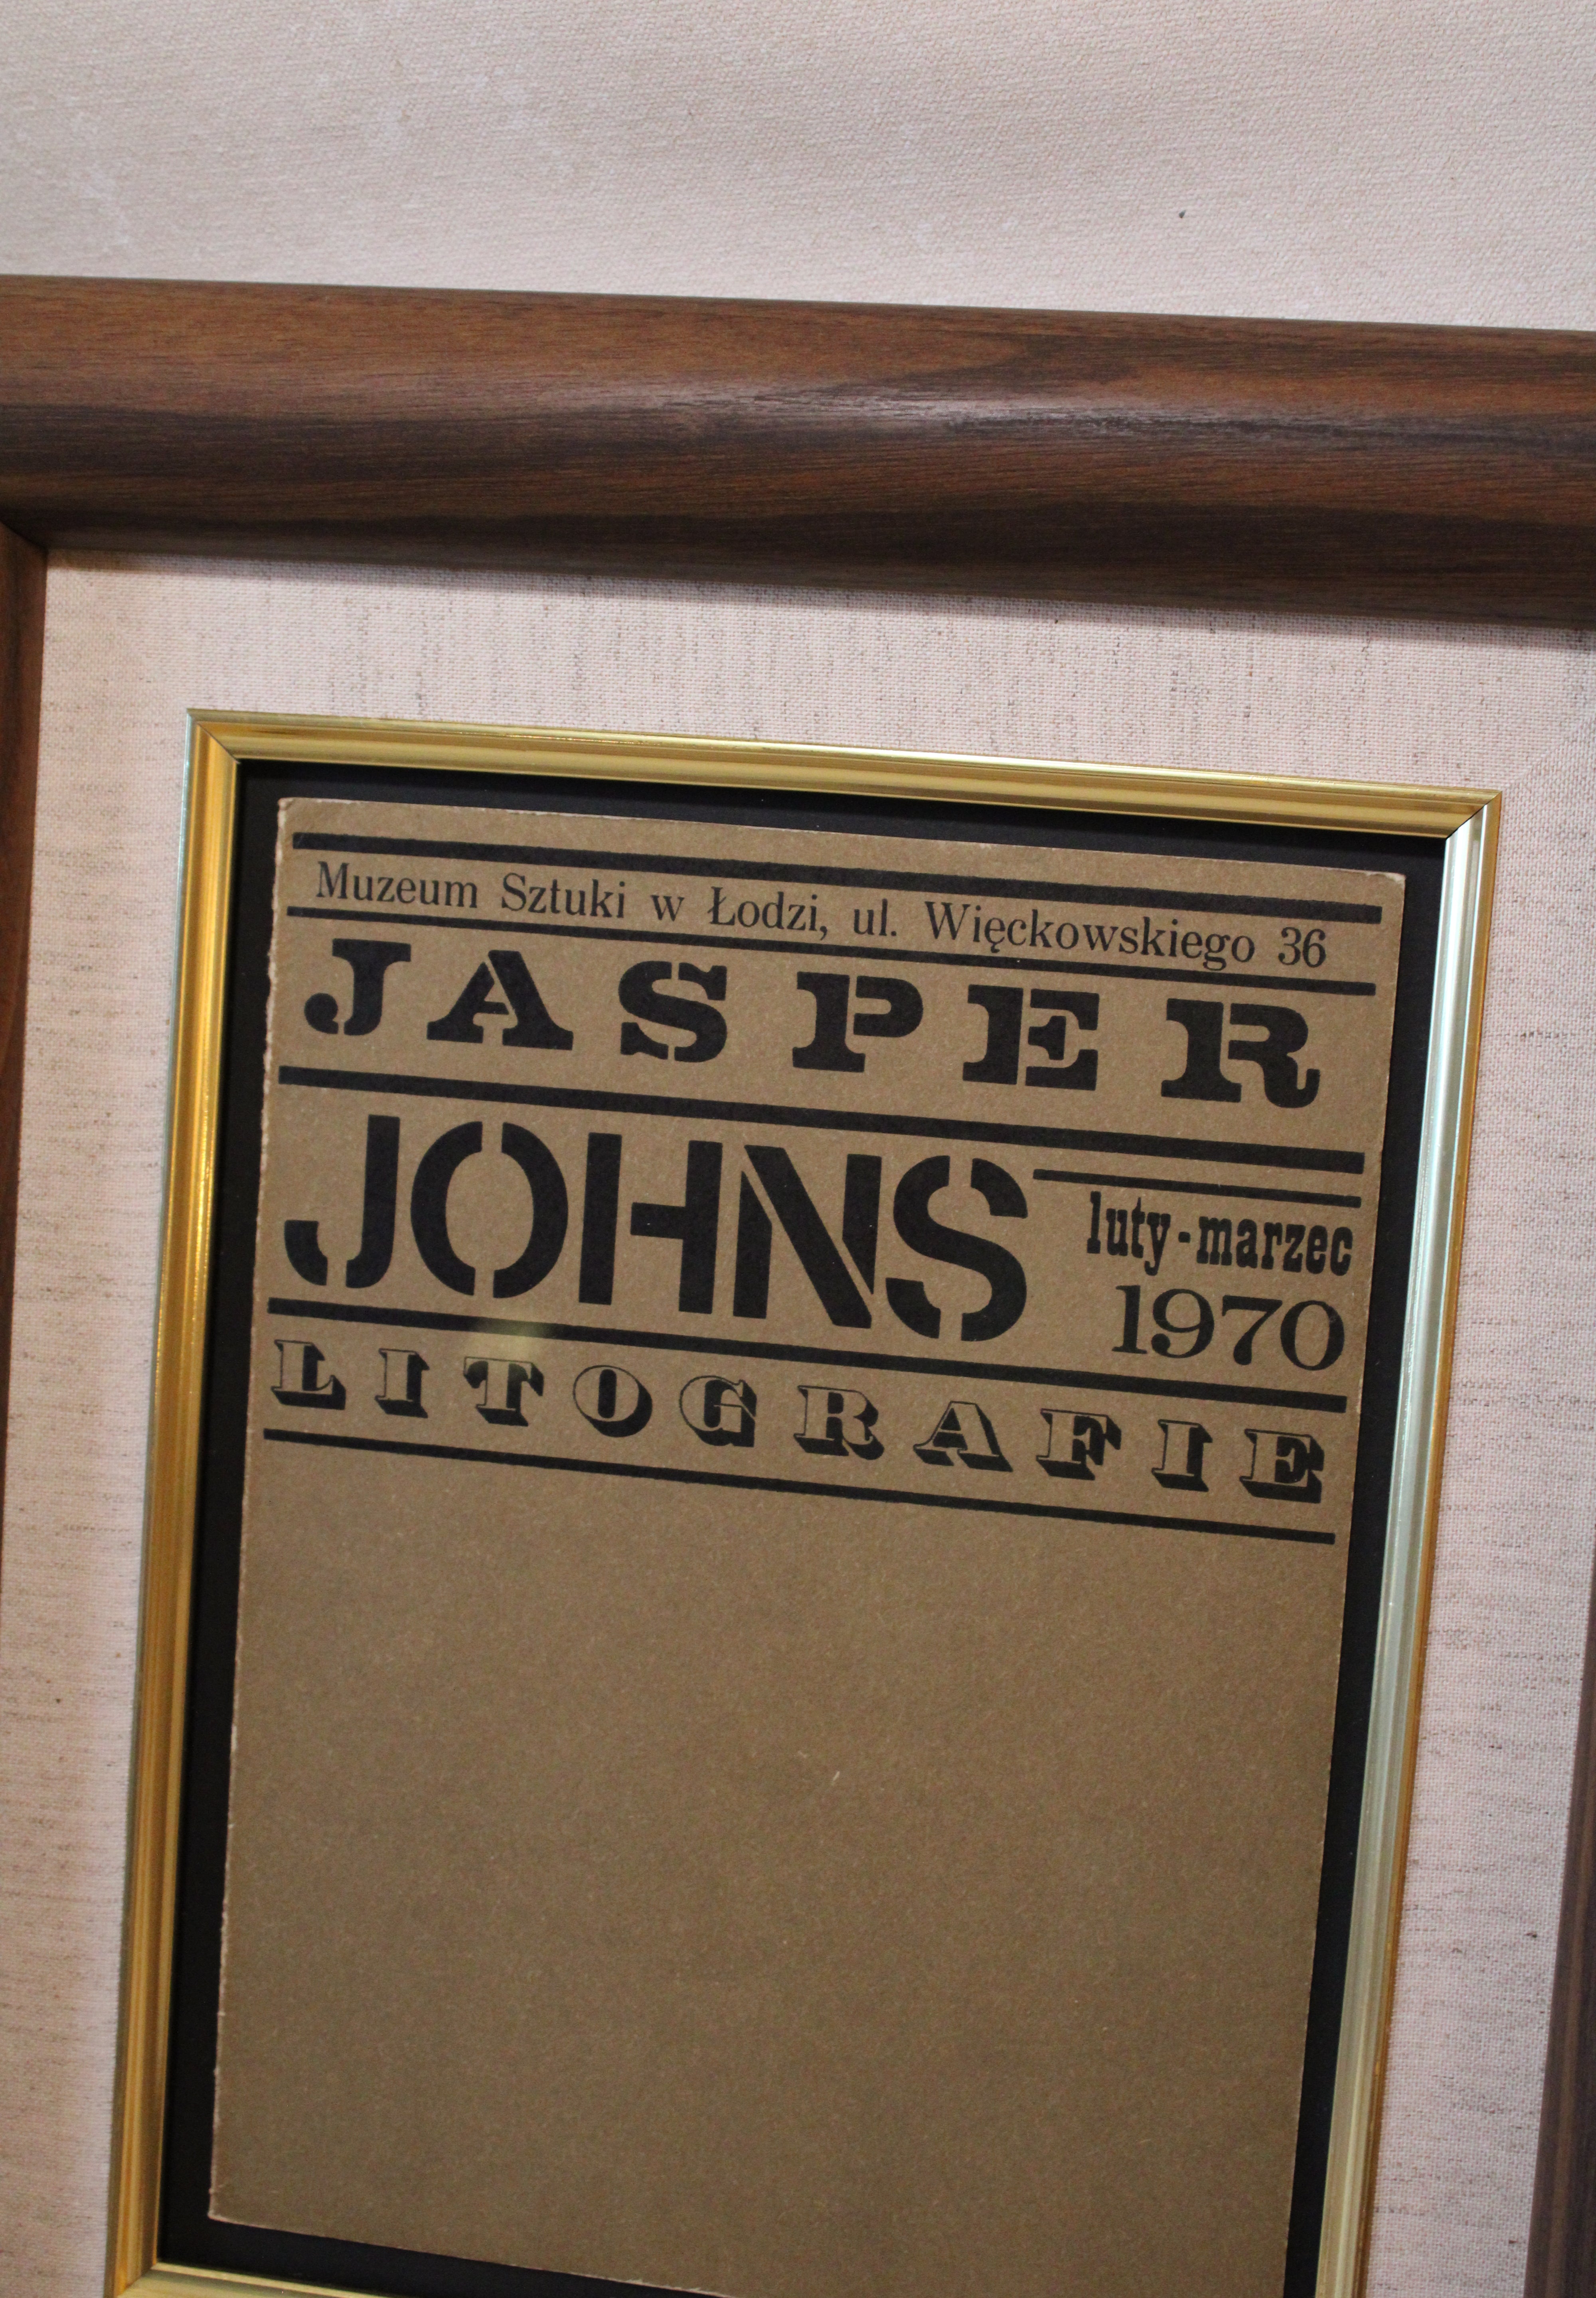 Muzeum Sztuki w Łodzi, ul. Więckowskiego 36
JASPER
JOHNS
luty-marzec
1970
LITOGRAFIE